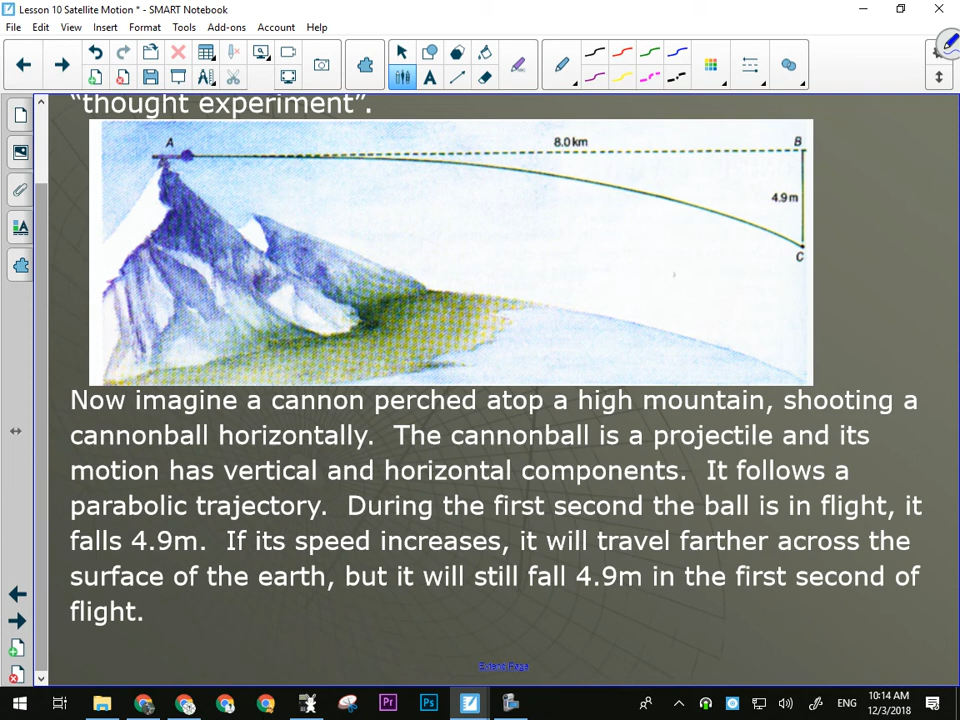 Lesson 10 Satellite Motion * - SMART Notebook
File Edit View Insert Format Tools Add-ons Account Help
“thought experiment”.
A 8.0 km B
4.9 m
C
Now imagine a cannon perched atop a high mountain, shooting a
cannonball horizontally.  The cannonball is a projectile and its
motion has vertical and horizontal components.  It follows a
parabolic trajectory.  During the first second the ball is in flight, it
falls 4.9m.  If its speed increases, it will travel farther across the
surface of the earth, but it will still fall 4.9m in the first second of
flight.
Extend Page
Pr Ps ENG 10:14 AM
12/3/2018